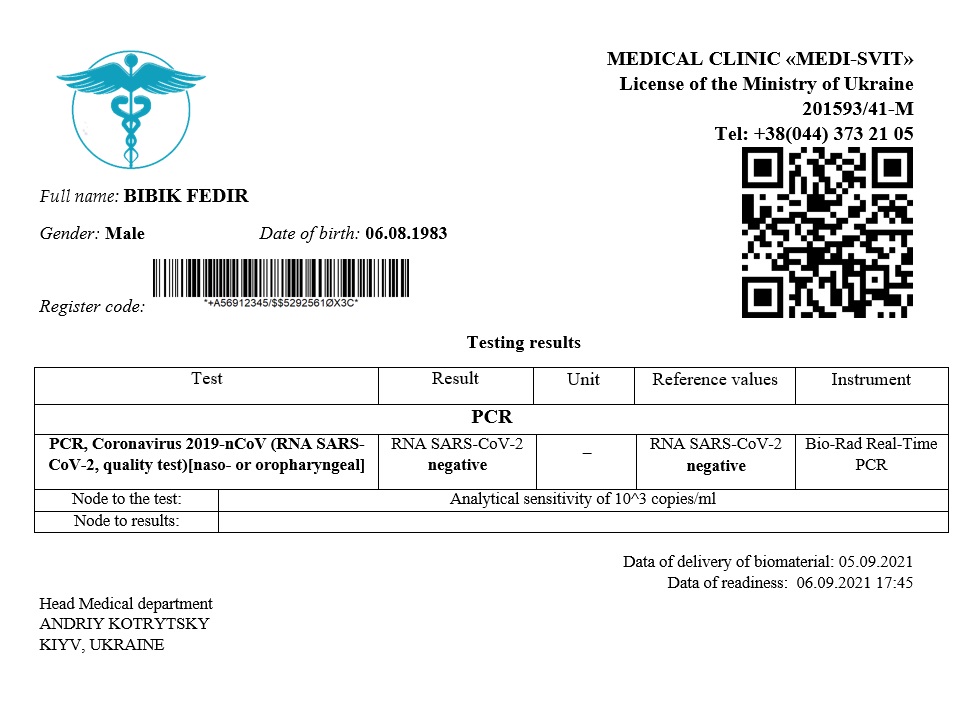 MEDICAL CLINIC «MEDI-SVIT»
License of the Ministry of Ukraine
201593/41-M
Tel: +38(044) 373 21 05
Full name: BIBIK FEDIR
Gender: Male Date of birth: 06.08.1983
Register code: *+A56912345/$$5292561ØX3C*
Testing results
Test Result Unit Reference values Instrument
PCR
PCR, Coronavirus 2019-nCoV (RNA SARS- RNA SARS-CoV-2 – RNA SARS-CoV-2 Bio-Rad Real-Time
CoV-2, quality test)[naso- or oropharyngeal] negative negative PCR
Node to the test: Analytical sensitivity of 10^3 copies/ml
Node to results:
Data of delivery of biomaterial: 05.09.2021
Data of readiness: 06.09.2021 17:45
Head Medical department
ANDRIY KOTRYTSKY
KIYV, UKRAINE